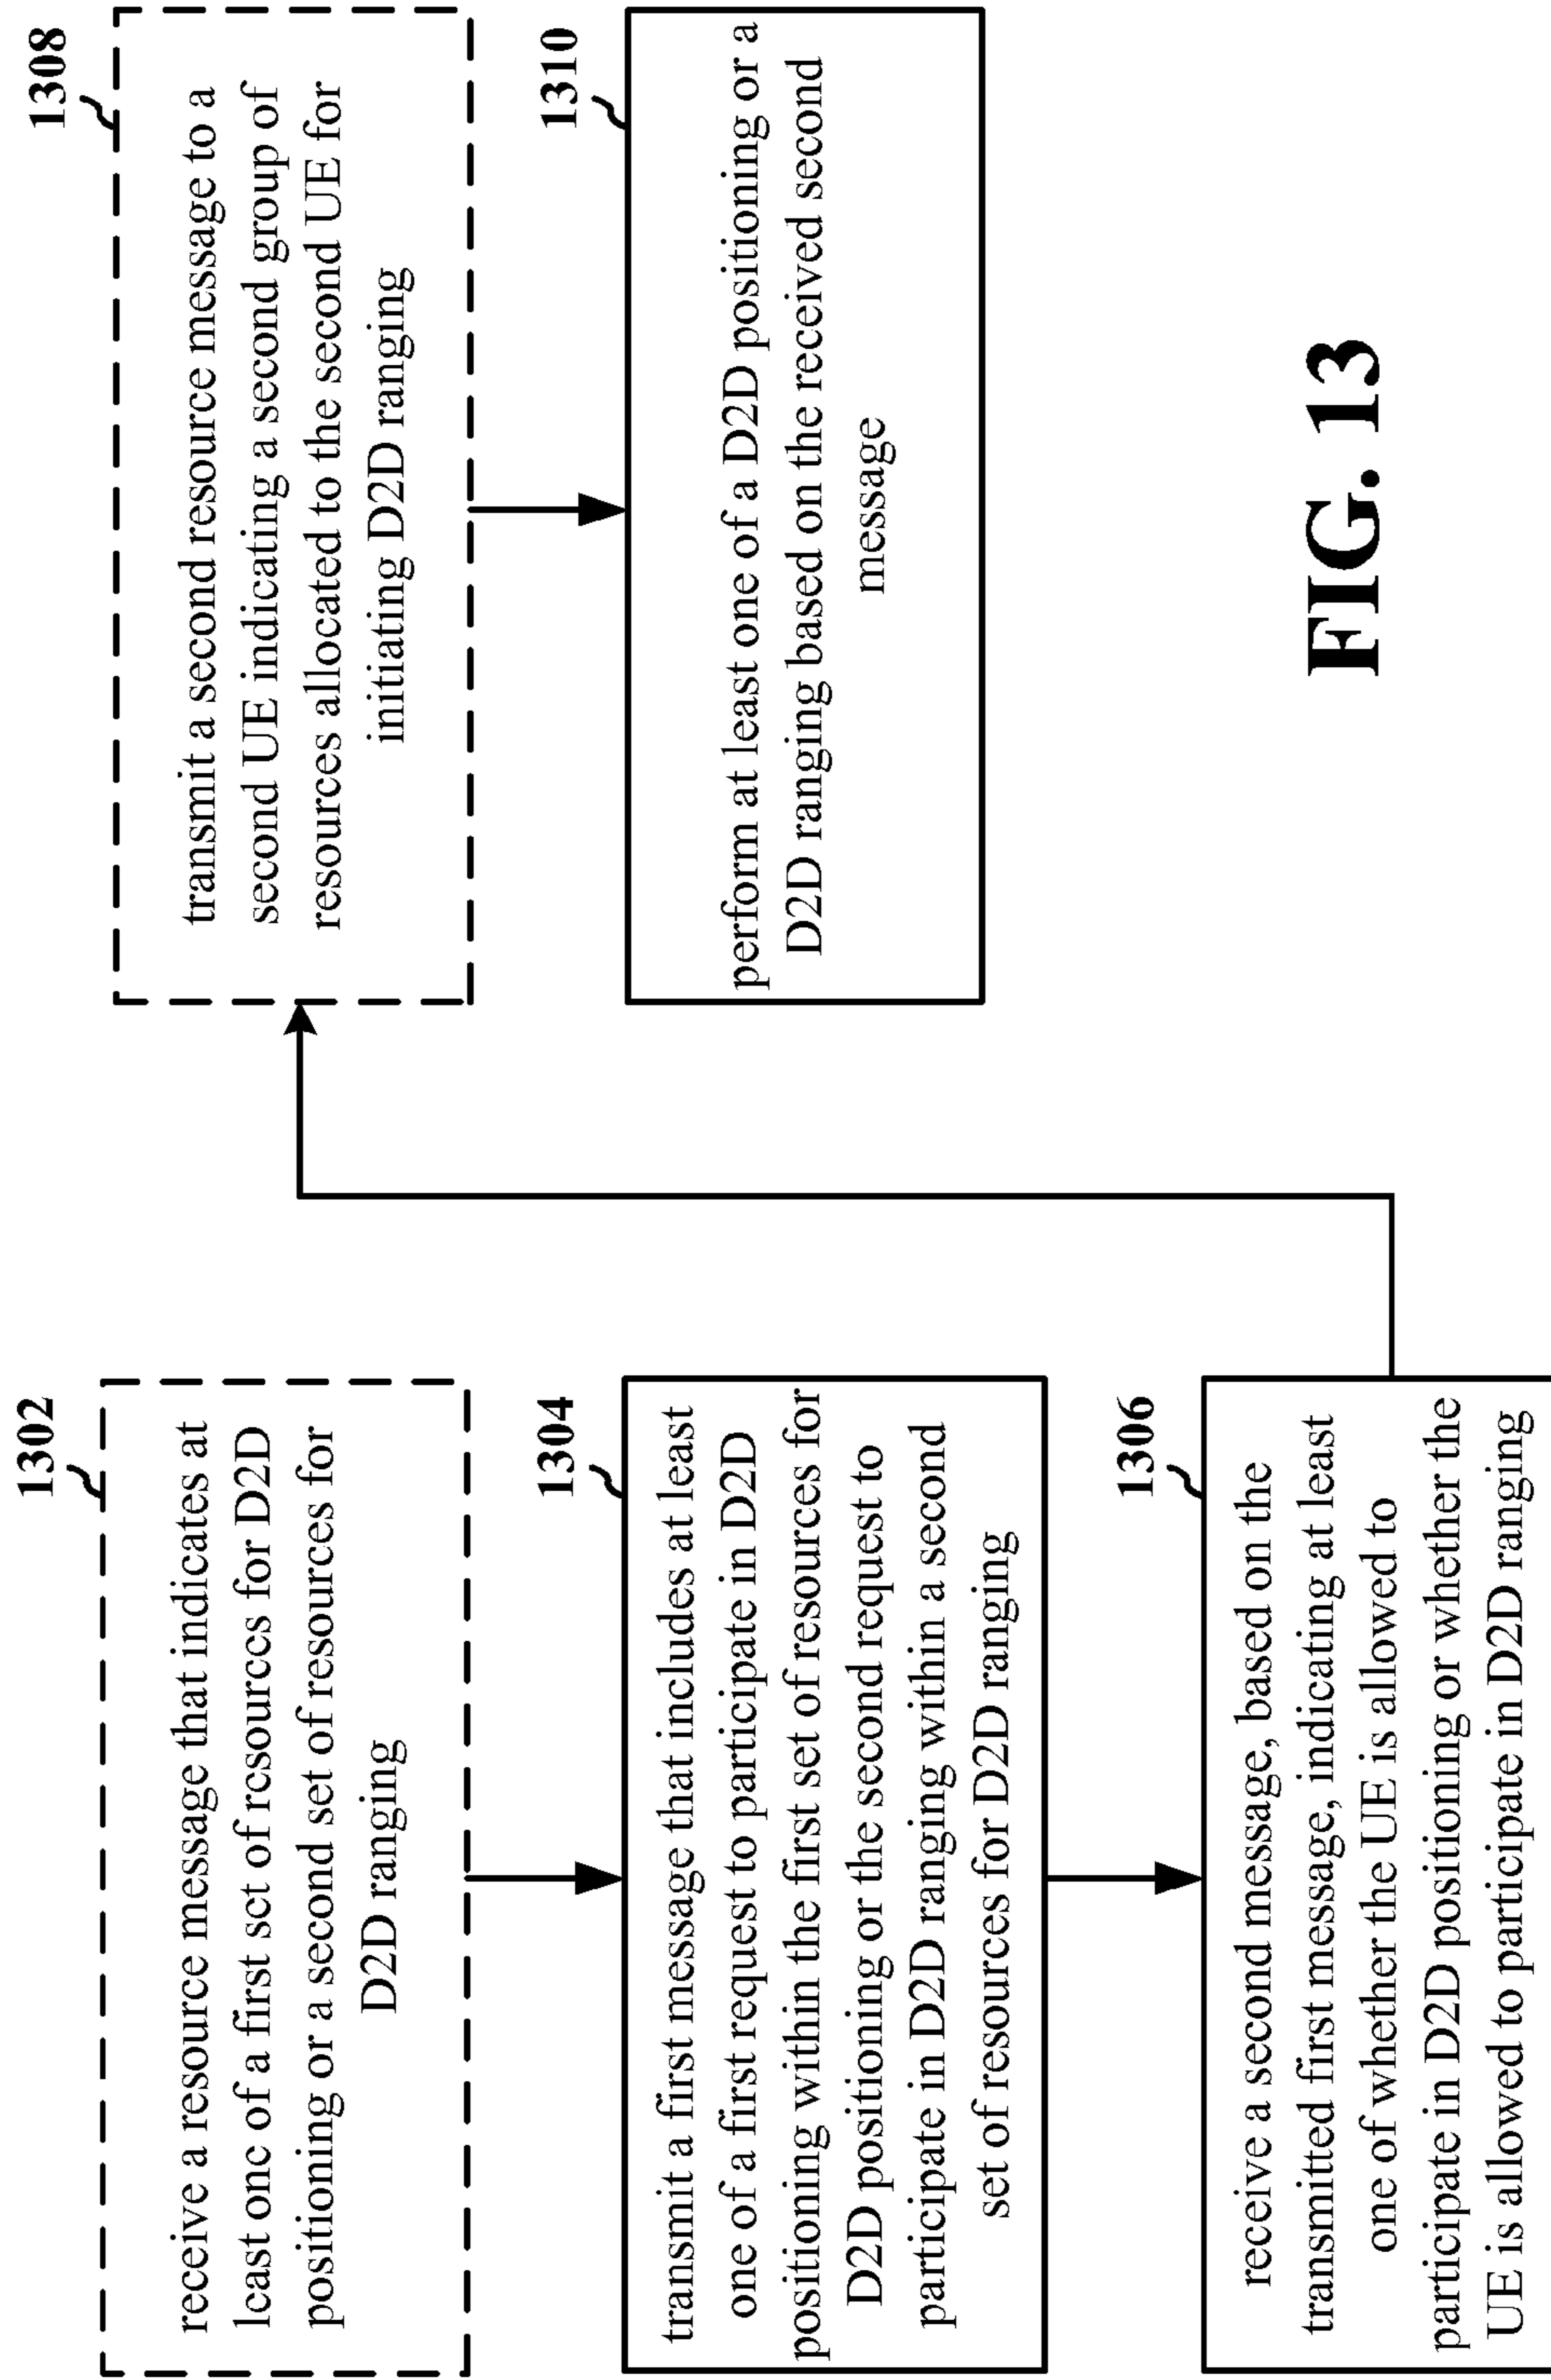 1302
receive a resource message that indicates at
least one of a first set of resources for D2D
positioning or a second set of resources for
D2D ranging
1304
transmit a first message that includes at least
one of a first request to participate in D2D
positioning within the first set of resources for
D2D positioning or the second request to
participate in D2D ranging within a second
set of resources for D2D ranging
1306
receive a second message, based on the
transmitted first message, indicating at least
one of whether the UE is allowed to
participate in D2D positioning or whether the
UE is allowed to participate in D2D ranging
1308
transmit a second resource message to a
second UE indicating a second group of
resources allocated to the second UE for
initiating D2D ranging
1310
perform at least one of a D2D positioning or a
D2D ranging based on the received second
message
FIG. 13